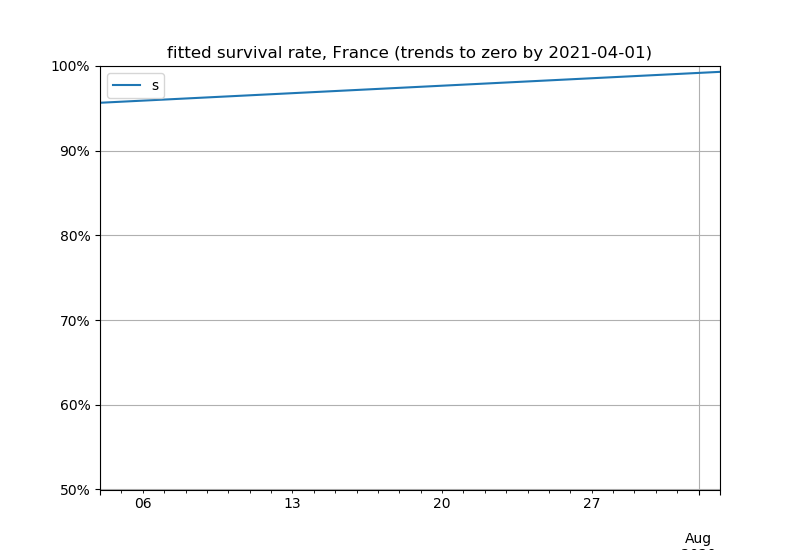 fitted survival rate, France (trends to zero by 2021-04-01)
100%
s
90%
80%
70%
60%
50%
06 13 20 27
Aug